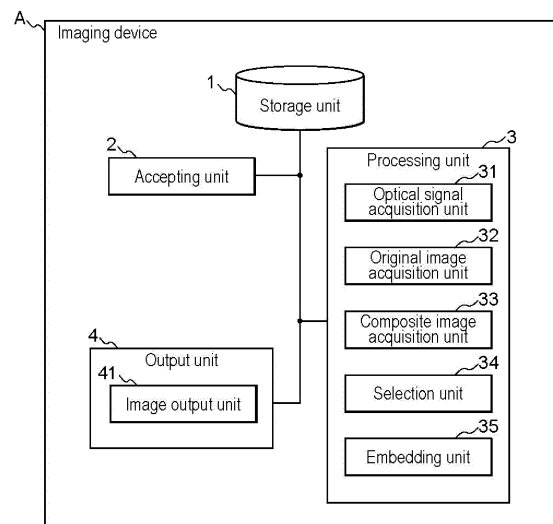 A
Imaging device
1
Storage unit
2
Accepting unit
3
Processing unit
31
Optical signal
acquisition unit
32
Original image
acquisition unit
33
Composite image
acquisition unit
34
Selection unit
35
Embedding unit
4
Output unit
41
Image output unit